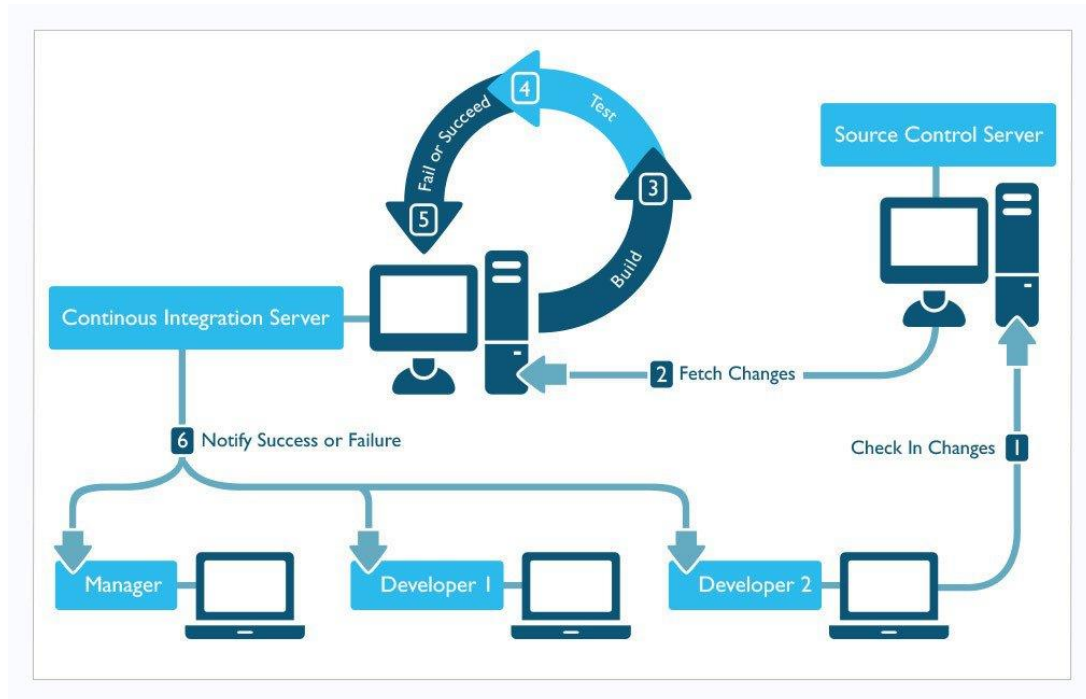 4
Test
Fail or Succeed
Source Control Server
3
5
Build
Continous Integration Server
2 Fetch Changes
6 Notify Success or Failure
Check In Changes 1
Manager
Developer 1
Developer 2